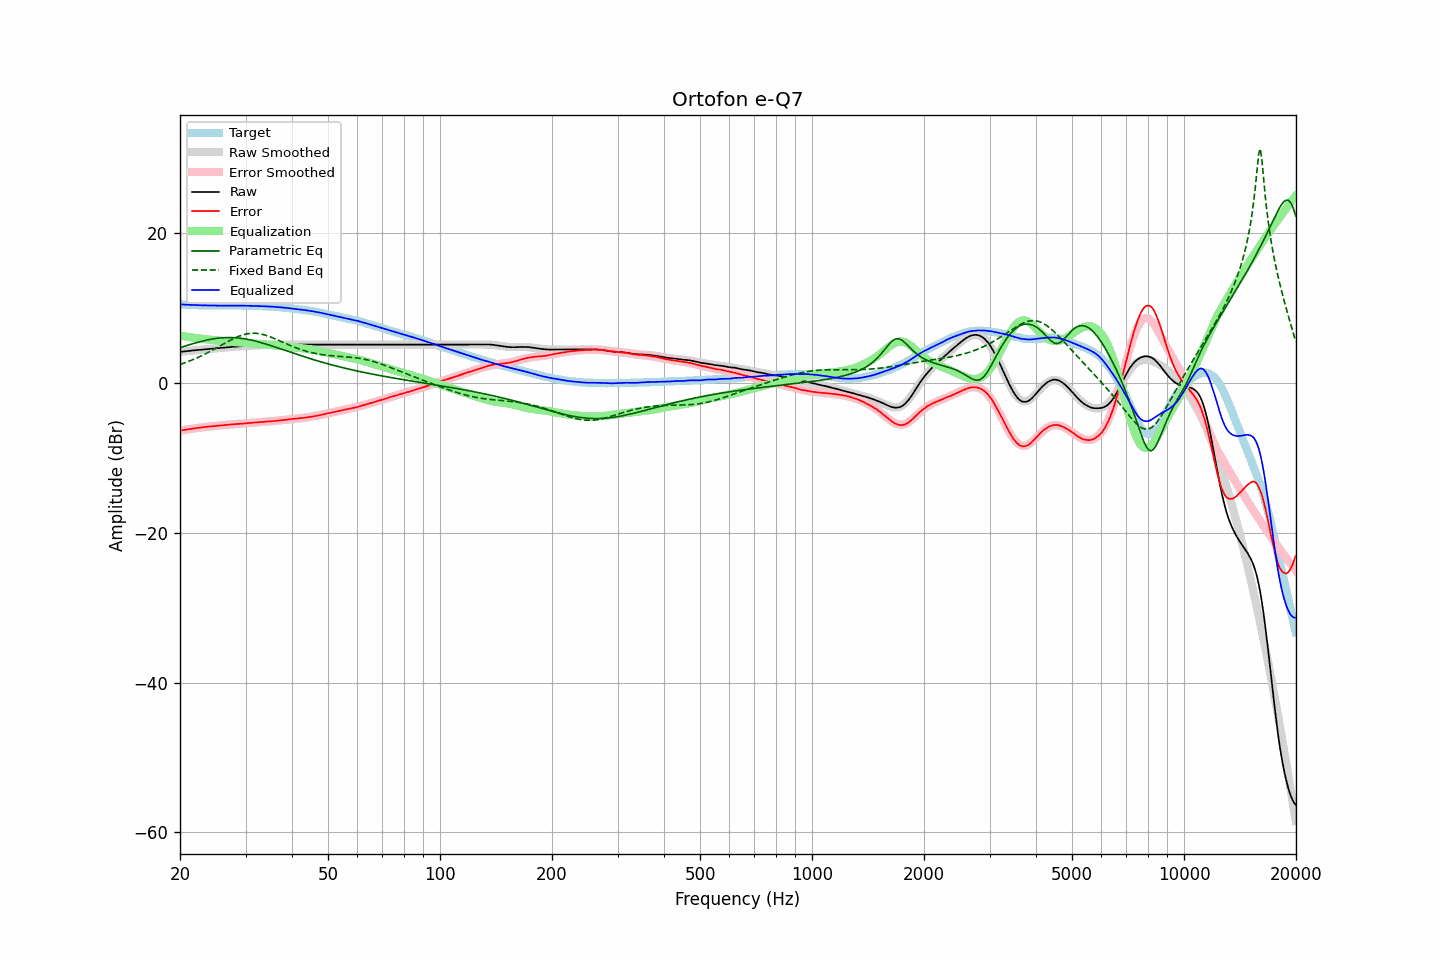 Ortofon e-Q7
Target
Raw Smoothed
Error Smoothed
Raw
Error
Equalization
Parametric Eq
Fixed Band Eq
Equalized
20
0
−20
−40
−60
Amplitude (dBr)
20 50 100 200 500 1000 2000 5000 10000 20000
Frequency (Hz)